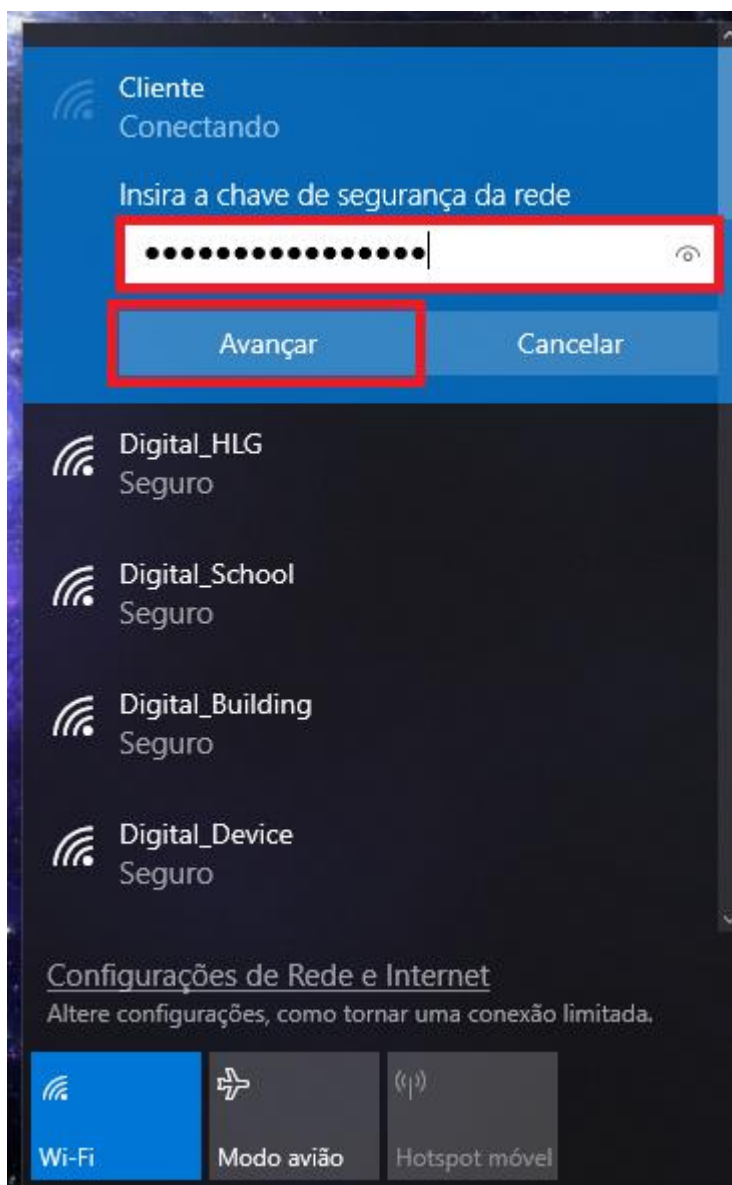 Cliente
Conectando
Insira a chave de segurança da rede
••••••••••••••••
Avançar Cancelar
Digital_HLG
Seguro
Digital_School
Seguro
Digital_Building
Seguro
Digital_Device
Seguro
Configurações de Rede e Internet
Altere configurações, como tornar uma conexão limitada.
Wi-Fi Modo avião Hotspot móvel